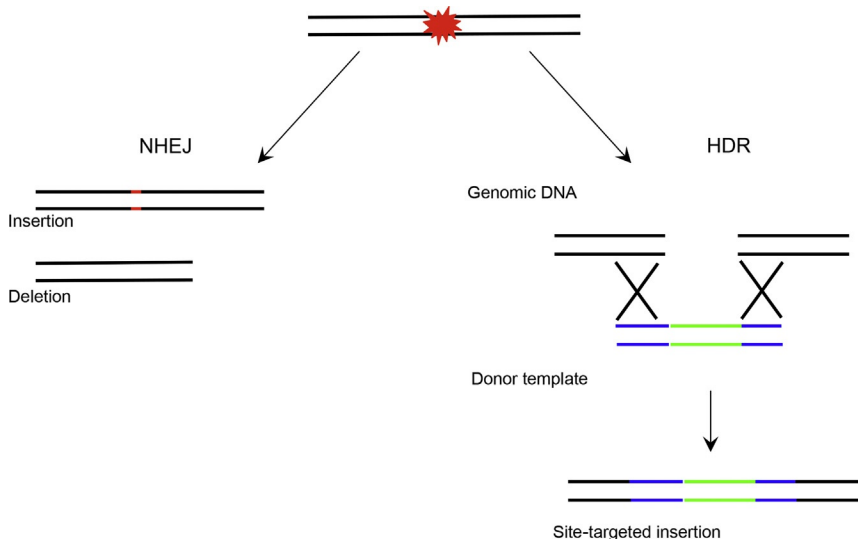 NHEJ
HDR
Insertion
Deletion
Genomic DNA
Donor template
Site-targeted insertion